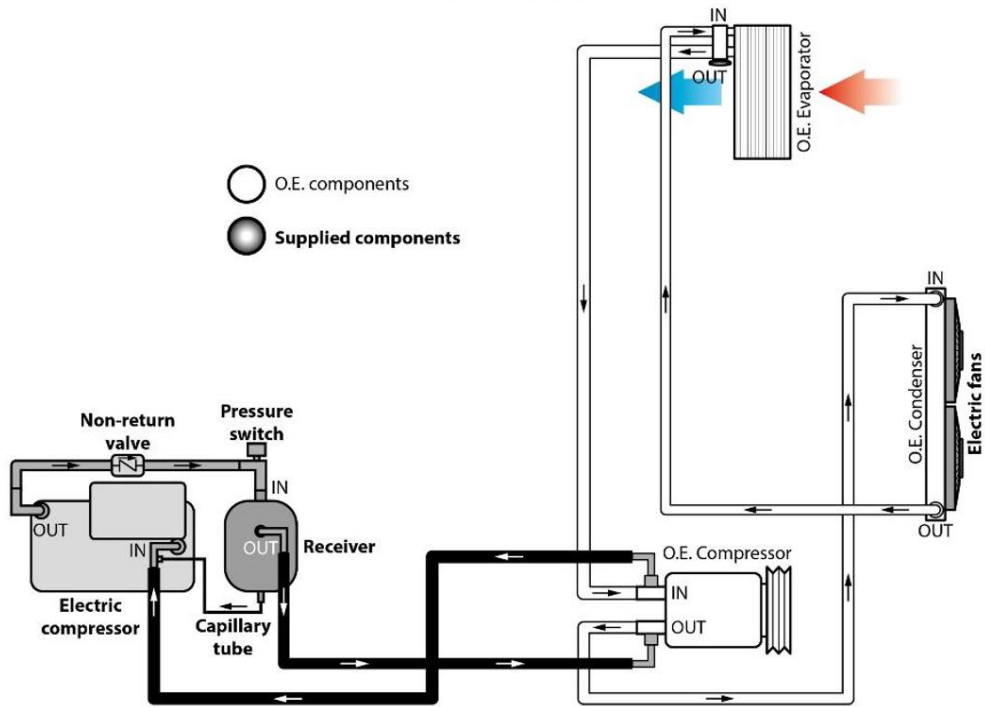 IN
OUT
O.E. Evaporator
O.E. components
Supplied components
IN
O.E. Condenser
Electric fans
OUT
Non-return
valve
Pressure
switch
IN
OUT
IN
OUT
Receiver
Electric
compressor
Capillary
tube
O.E. Compressor
IN
OUT